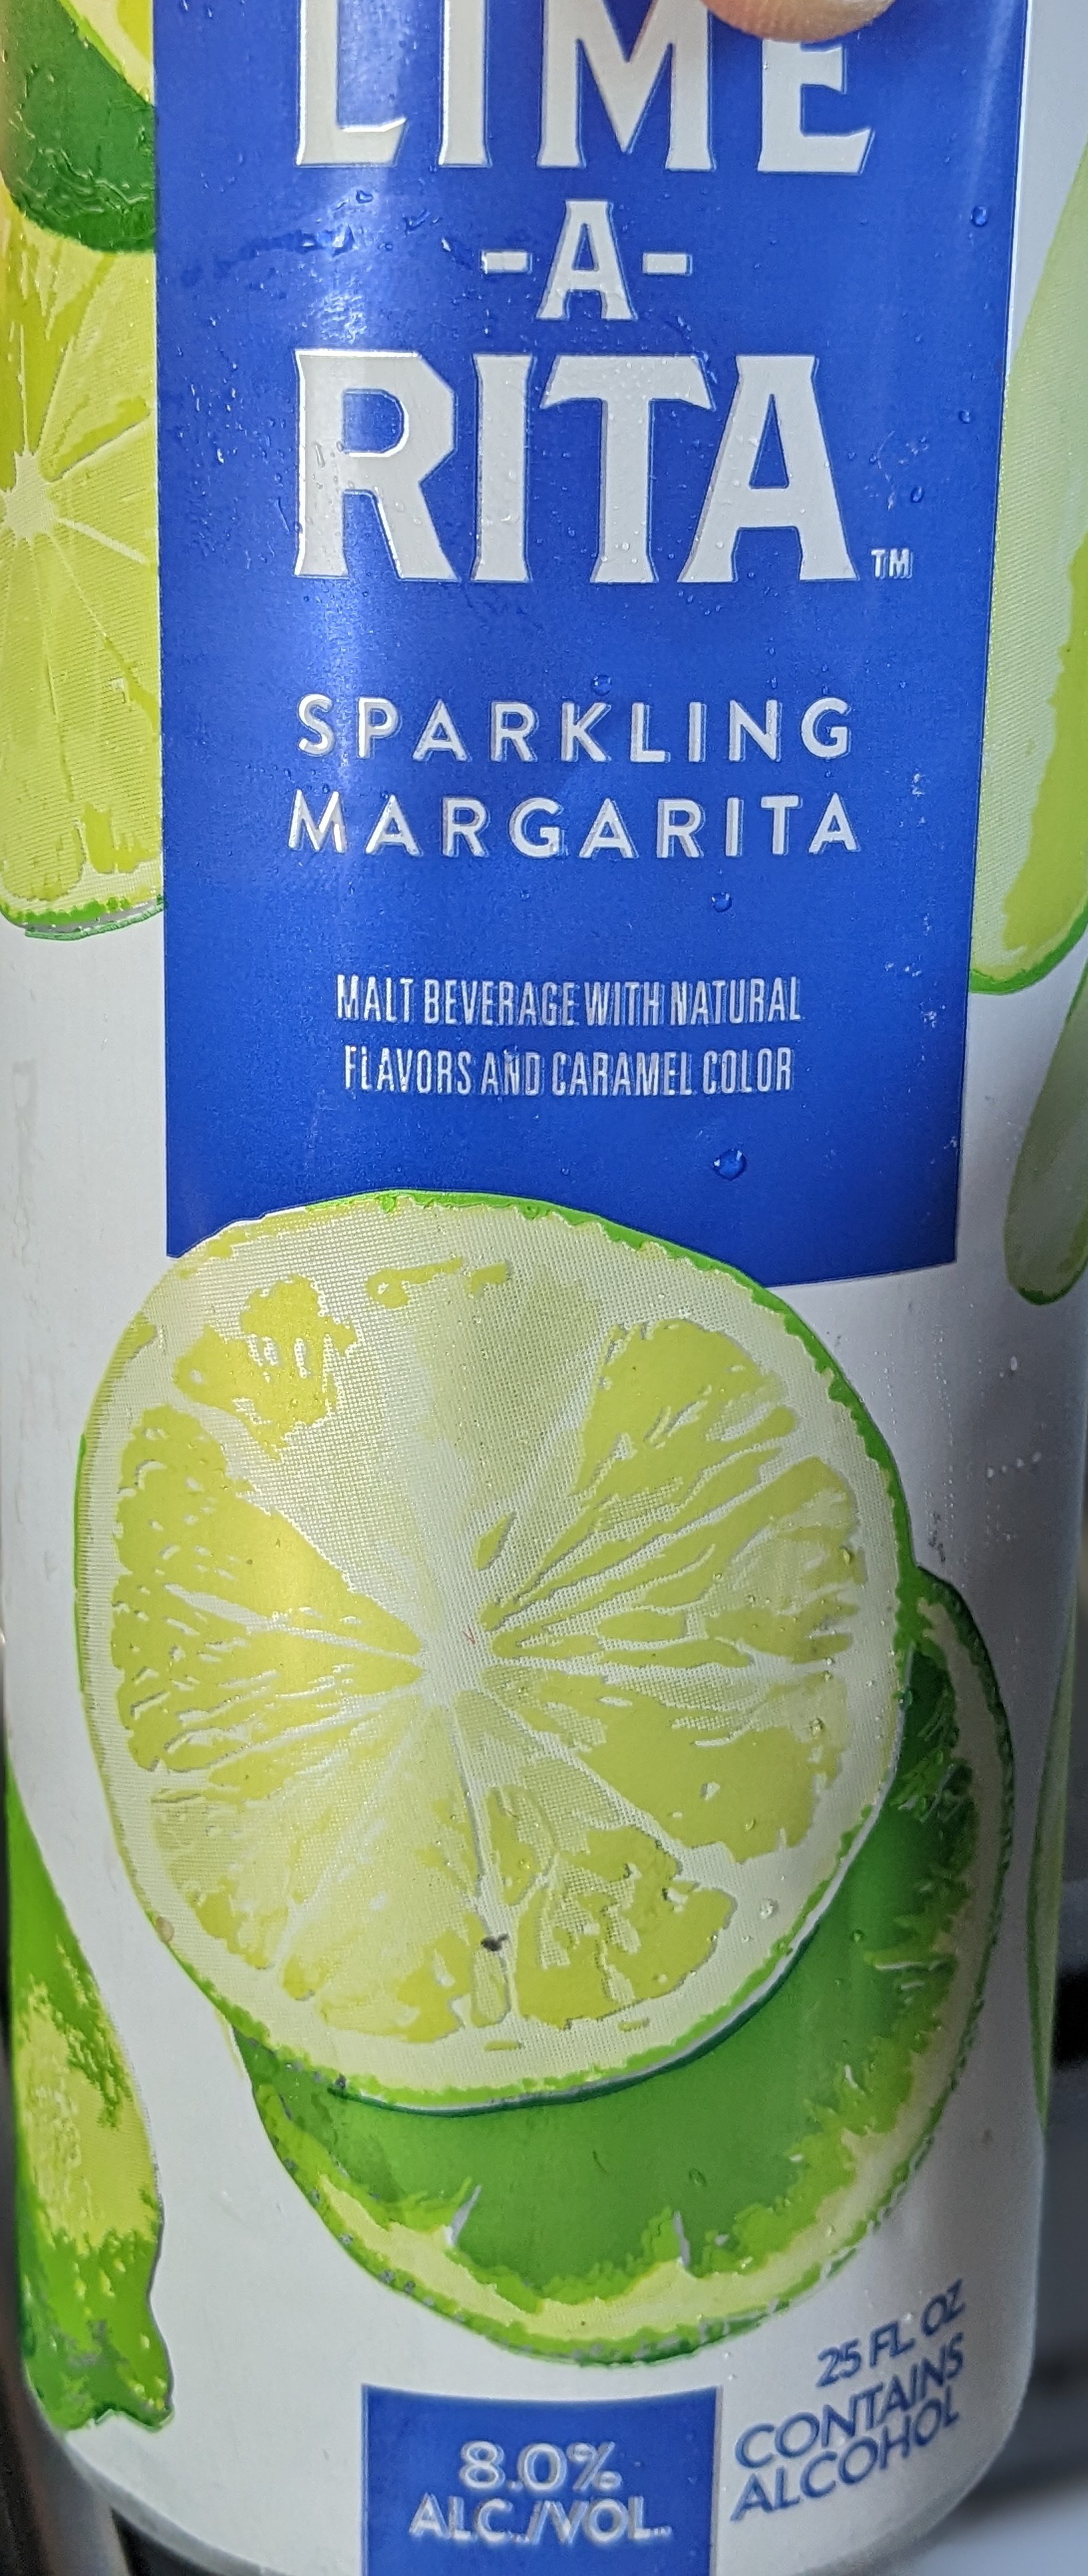 LIME
-A-
RITA™
SPARKLING
MARGARITA
MALT BEVERAGE WITH NATURAL
FLAVORS AND CARAMEL COLOR
25 FL OZ
CONTAINS
ALCOHOL
8.0%
ALC./VOL.